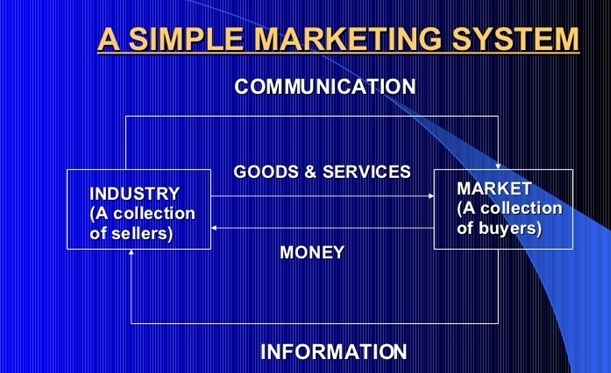 A SIMPLE MARKETING SYSTEM
COMMUNICATION
GOODS & SERVICES
INDUSTRY
(A collection
of sellers)
MARKET
(A collection
of buyers)
MONEY
INFORMATION